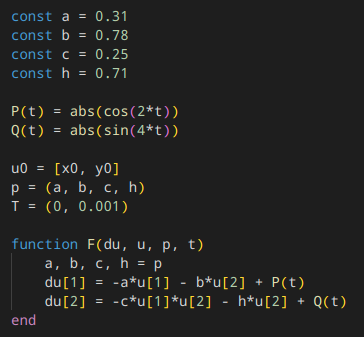 const a = 0.31
const b = 0.78
const c = 0.25
const h = 0.71
P(t) = abs(cos(2*t))
Q(t) = abs(sin(4*t))
u0 = [x0, y0]
p = (a, b, c, h)
T = (0, 0.001)
function F(du, u, p, t)
    a, b, c, h = p
    du[1] = -a*u[1] - b*u[2] + P(t)
    du[2] = -c*u[1]*u[2] - h*u[2] + Q(t)
end